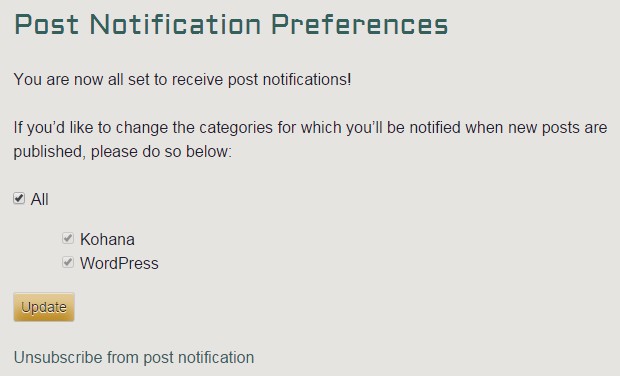 Post Notification Preferences
You are now all set to receive post notifications!
If you’d like to change the categories for which you’ll be notified when new posts are
published, please do so below:
All
Kohana
WordPress
Update
Unsubscribe from post notification